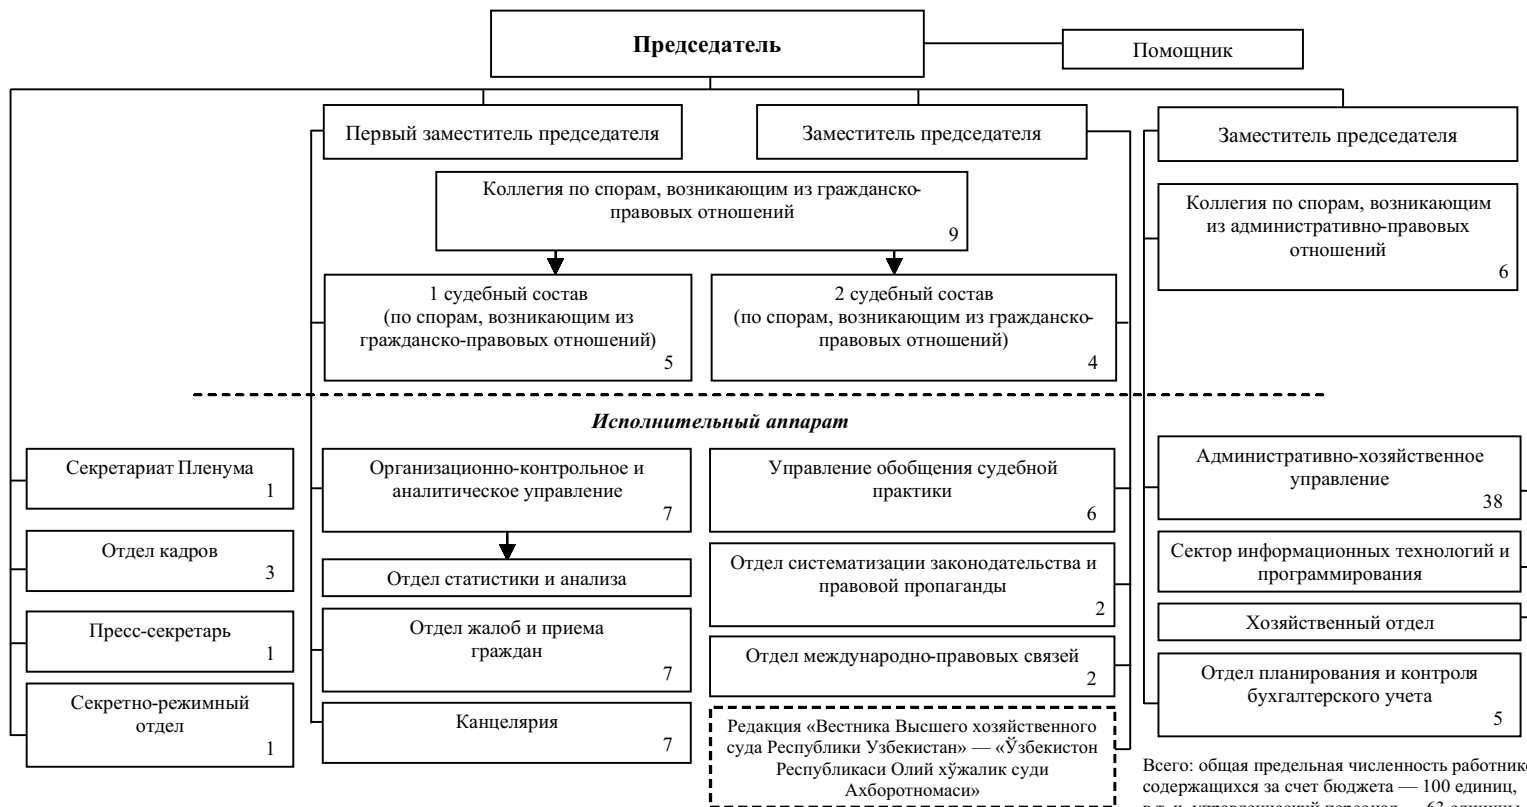 Председатель
Помощник
Первый заместитель председателя
Заместитель председателя
Заместитель председателя
Коллегия по спорам, возникающим из гражданско-
правовых отношений
9
Коллегия по спорам, возникающим
из административно-правовых
отношений
6
1 судебный состав
(по спорам, возникающим из
гражданско-правовых отношений)
5
2 судебный состав
(по спорам, возникающим из гражданско-
правовых отношений)
4
Исполнительный аппарат
Секретариат Пленума
1
Отдел кадров
3
Пресс-секретарь
1
Секретно-режимный
отдел
1
Организационно-контрольное и
аналитическое управление
7
Отдел статистики и анализа
Отдел жалоб и приема
граждан
7
Канцелярия
7
Управление обобщения судебной
практики
6
Отдел систематизации законодательства и
правовой пропаганды
2
Отдел международно-правовых связей
2
Редакция «Вестника Высшего хозяйственного
суда Республики Узбекистан» — «Ўзбекистон
Республикаси Олий хўжалик суди
Ахборотномаси»
Административно-хозяйственное
управление
38
Сектор информационных технологий и
программирования
Хозяйственный отдел
Отдел планирования и контроля
бухгалтерского учета
5
Всего: общая предельная численность
содержащихся за счет бюджета — 100 единиц,